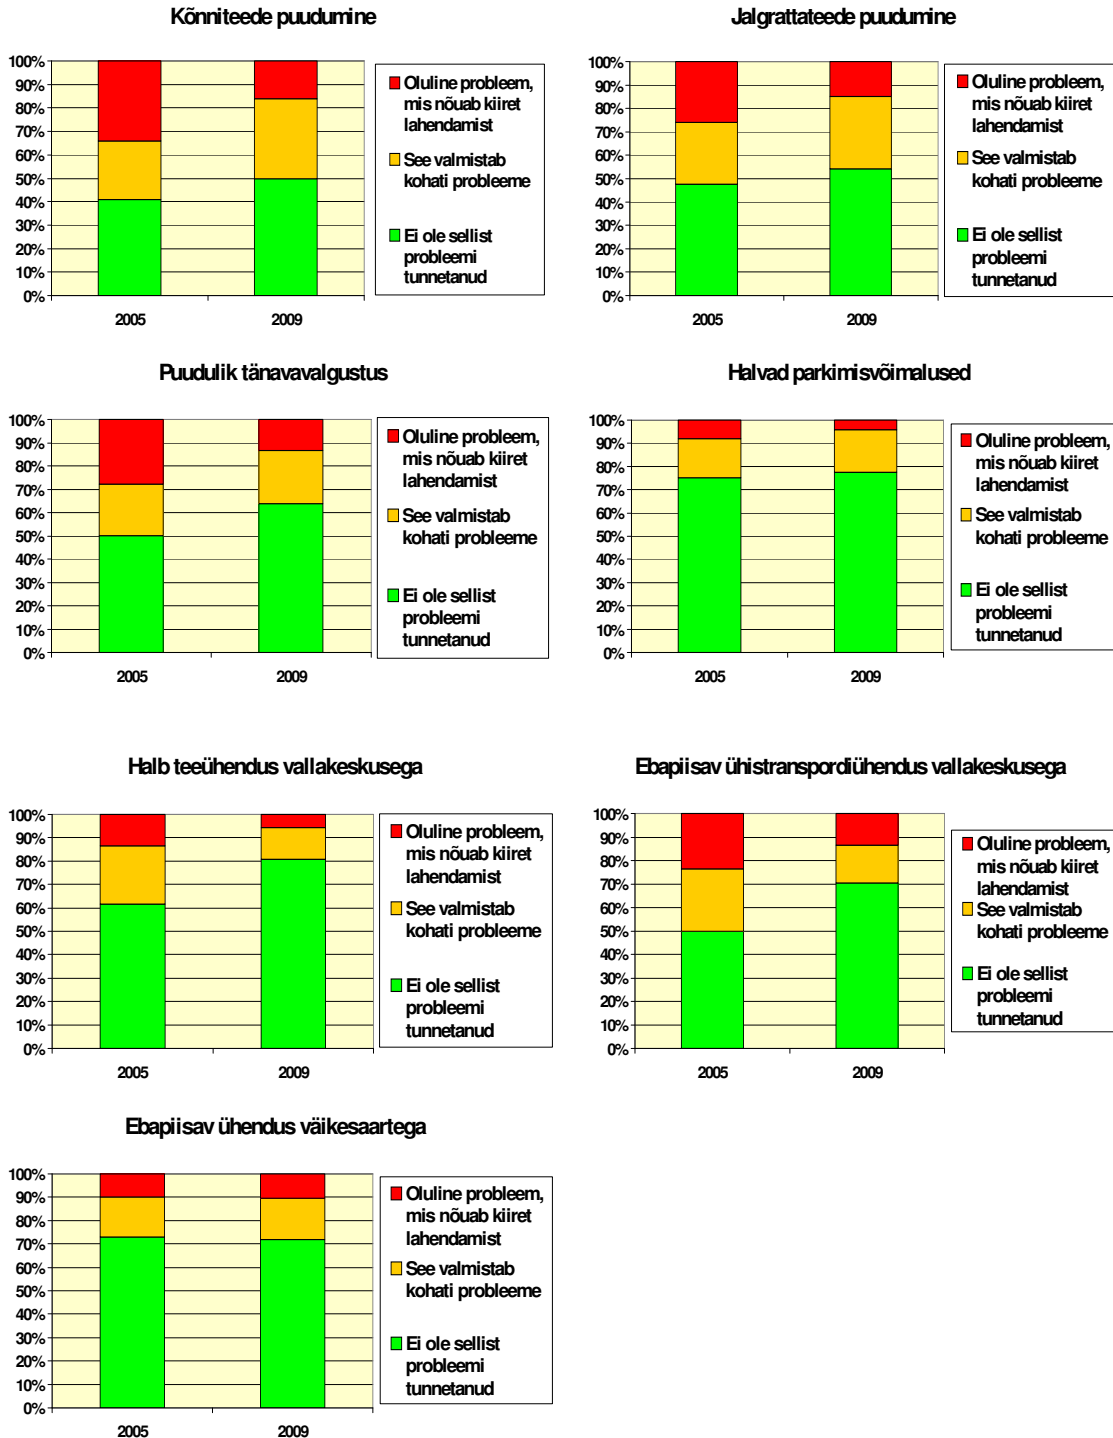 Kõnniteede puudumine
100%
90%
80%
70%
60%
50%
40%
30%
20%
10%
0%
2005
2009
Oluline probleem,
mis nõuab kiiret
lahendamist
See valmistab
kohati probleeme
Ei ole sellist
probleemi
tunnetanud
Jalgrattateede puudumine
100%
90%
80%
70%
60%
50%
40%
30%
20%
10%
0%
2005
2009
Oluline probleem,
mis nõuab kiiret
lahendamist
See valmistab
kohati probleeme
Ei ole sellist
probleemi
tunnetanud
Puudulik tänavavalgustus
100%
90%
80%
70%
60%
50%
40%
30%
20%
10%
0%
2005
2009
Oluline probleem,
mis nõuab kiiret
lahendamist
See valmistab
kohati probleeme
Ei ole sellist
probleemi
tunnetanud
Halvad parkimisvõimalused
100%
90%
80%
70%
60%
50%
40%
30%
20%
10%
0%
2005
2009
Oluline probleem,
mis nõuab kiiret
lahendamist
See valmistab
kohati probleeme
Ei ole sellist
probleemi
tunnetanud
Halb teeühendus vallakeskusega
100%
90%
80%
70%
60%
50%
40%
30%
20%
10%
0%
2005
2009
Oluline probleem,
mis nõuab kiiret
lahendamist
See valmistab
kohati probleeme
Ei ole sellist
probleemi
tunnetanud
Ebapiisav ühistranspordiühendus vallakeskusega
100%
90%
80%
70%
60%
50%
40%
30%
20%
10%
0%
2005
2009
Oluline probleem,
mis nõuab kiiret
lahendamist
See valmistab
kohati probleeme
Ei ole sellist
probleemi
tunnetanud
Ebapiisav ühendus väikesaartega
100%
90%
80%
70%
60%
50%
40%
30%
20%
10%
0%
2005
2009
Oluline probleem,
mis nõuab kiiret
lahendamist
See valmistab
kohati probleeme
Ei ole sellist
probleemi
tunnetanud